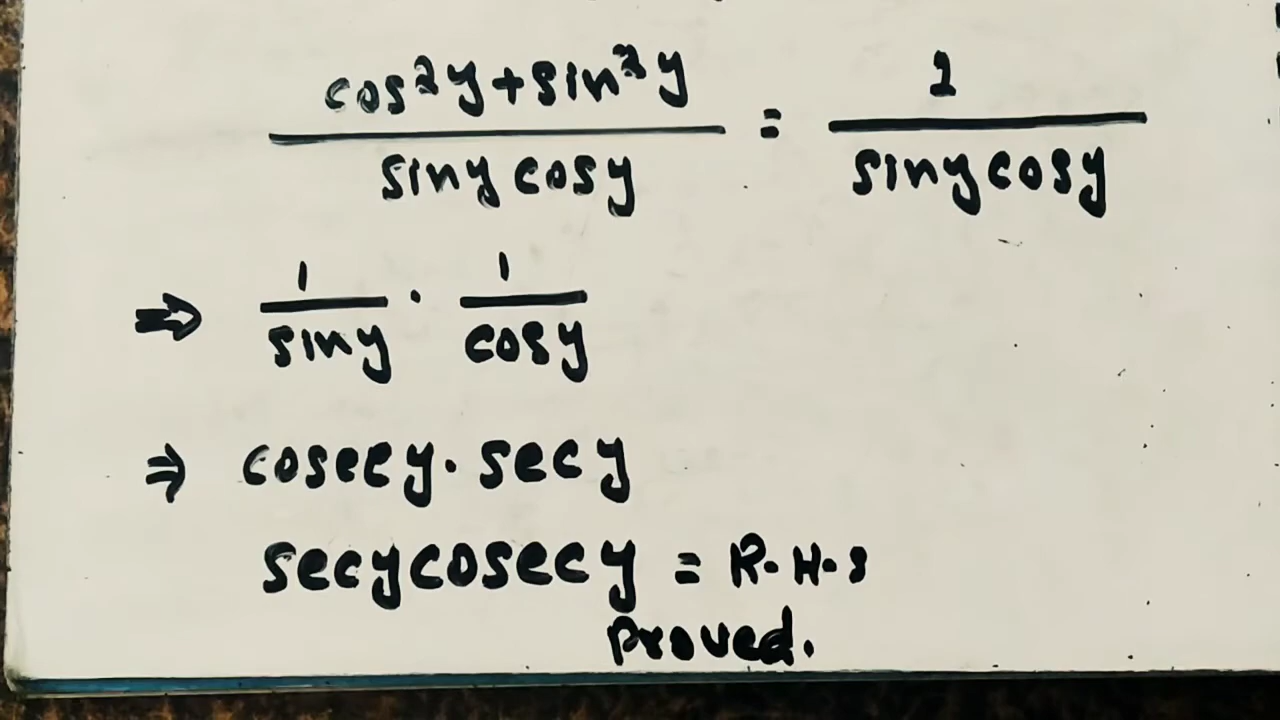 cos²y+sin²y / siny cosy = 1 / siny cosy
⇒ 1/siny · 1/cosy
⇒ cosecy · secy
secycosecy = R.H.S
Proved.